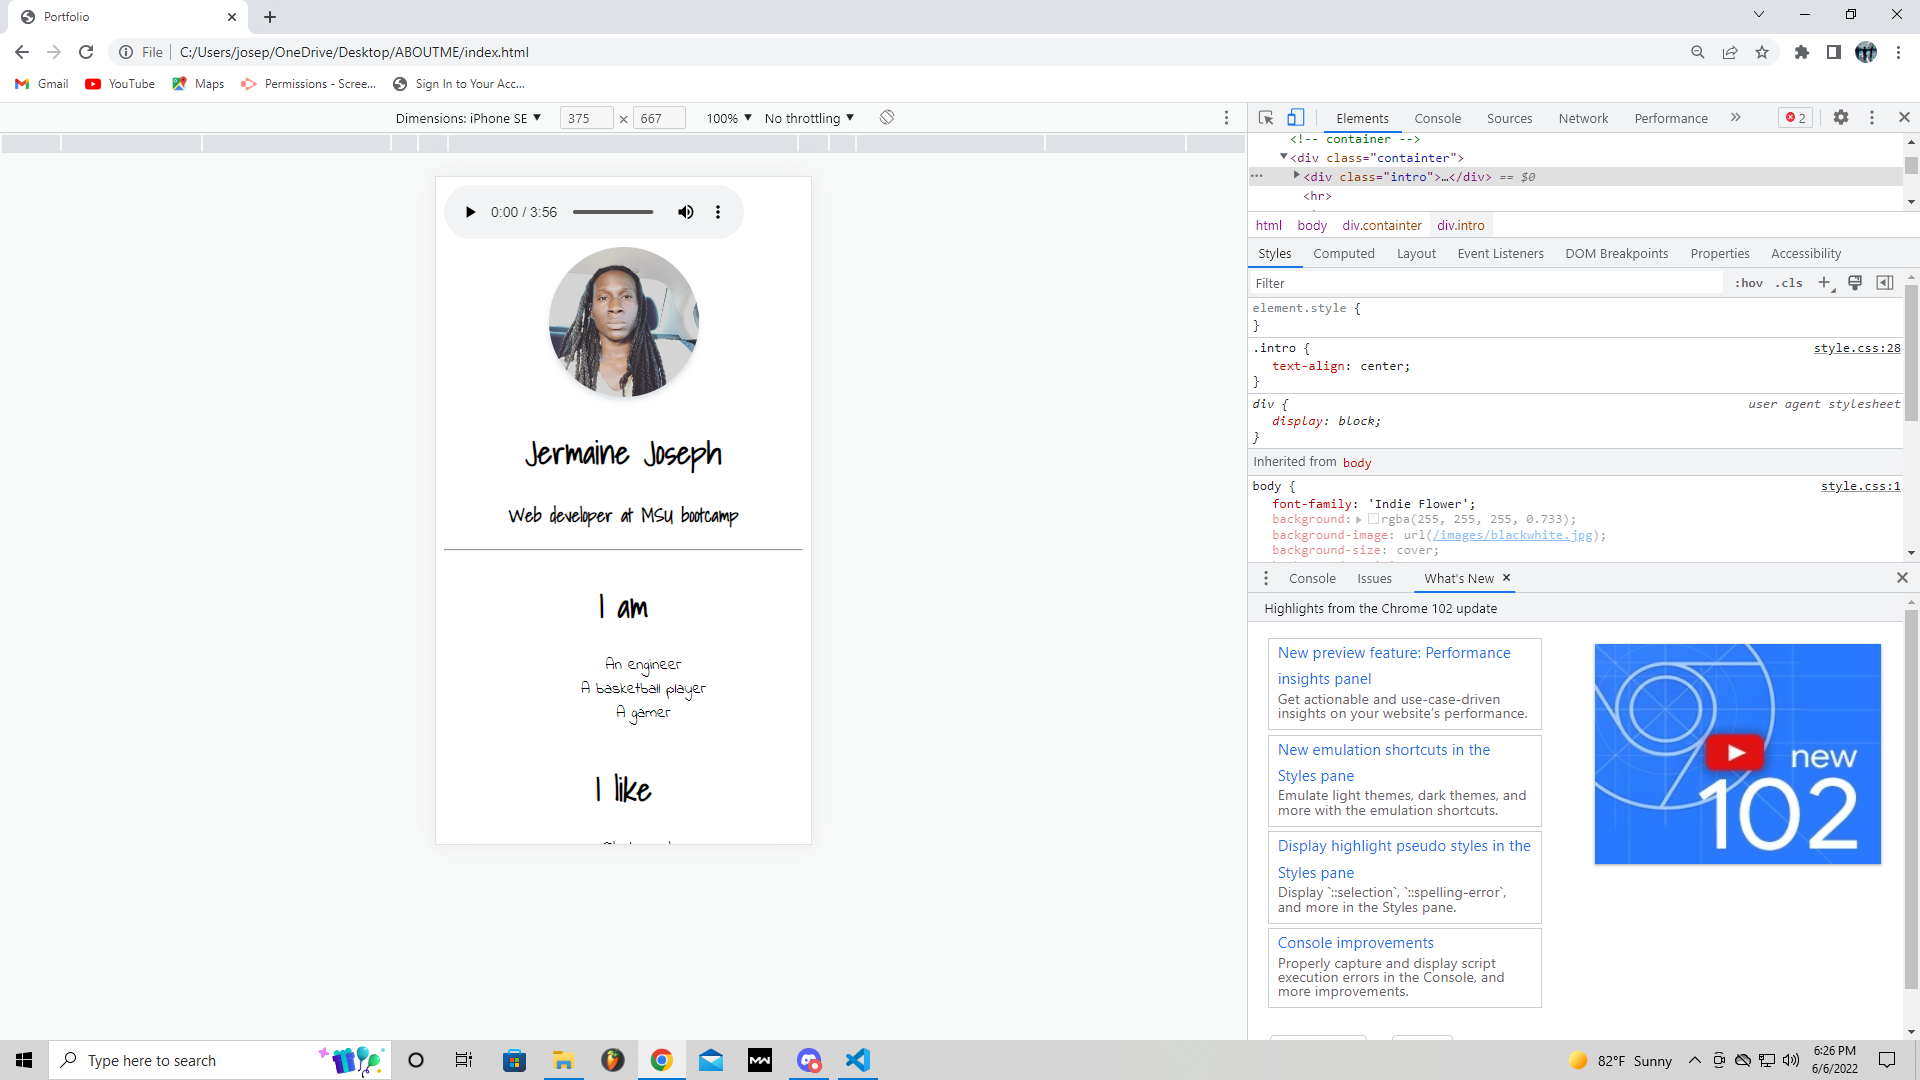 Portfolio
File
C:/Users/josep/OneDrive/Desktop/ABOUTME/index.html
Gmail
YouTube
Maps
Permissions - Scree...
Sign In to Your Acc...
Dimensions: iPhone SE
375
×
667
100%
No throttling
0:00 / 3:56
Jermaine Joseph
Web developer at MSU bootcamp
I am
An engineer
A basketball player
A gamer
I like
Elements
Console
Sources
Network
Performance
»
2
<!-- container -->
<div class="containter">
<div class="intro">…</div> == $0
<hr>
html
body
div.containter
div.intro
Styles
Computed
Layout
Event Listeners
DOM Breakpoints
Properties
Accessibility
Filter
:hov
.cls
element.style {
}
.intro {
style.css:28
text-align: center;
}
div {
user agent stylesheet
display: block;
}
Inherited from body
body {
style.css:1
font-family: 'Indie Flower';
background: rgba(255, 255, 255, 0.733);
background-image: url(/images/blackwhite.jpg);
background-size: cover;
Console
Issues
What's New
Highlights from the Chrome 102 update
New preview feature: Performance
insights panel
Get actionable and use-case-driven
insights on your website's performance.
New emulation shortcuts in the
Styles pane
Emulate light themes, dark themes, and
more with the emulation shortcuts.
Display highlight pseudo styles in the
Styles pane
Display `::selection`, `::spelling-error`,
and more in the Styles pane.
Console improvements
Properly capture and display script
execution errors in the Console, and
more improvements.
new
102
Type here to search
MW
82°F Sunny
6:26 PM
6/6/2022